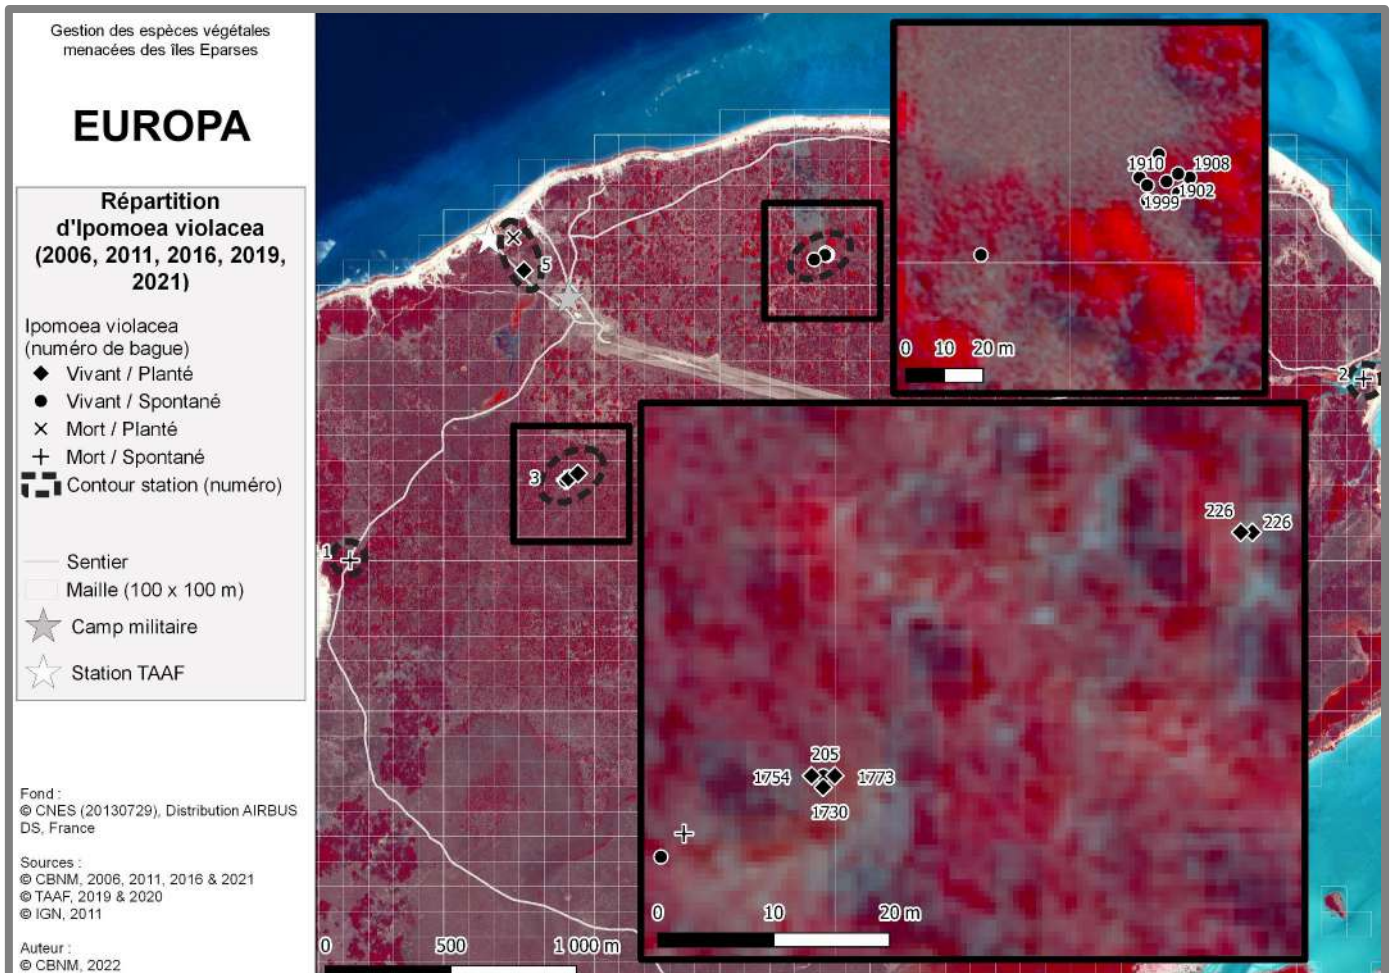 Gestion des espèces végétales
menacées des îles Eparses
EUROPA
Répartition
d'Ipomoea violacea
(2006, 2011, 2016, 2019,
2021)
Ipomoea violacea
(numéro de bague)
Vivant / Planté
Vivant / Spontané
Mort / Planté
Mort / Spontané
Contour station (numéro)
Sentier
Maille (100 x 100 m)
Camp militaire
Station TAAF
Fond :
© CNES (20130729), Distribution AIRBUS
DS, France
Sources :
© CBNM, 2006, 2011, 2016 & 2021
© TAAF, 2019 & 2020
© IGN, 2011
Auteur :
© CBNM, 2022
5
3
1
2
0 500 1 000 m
1910 1908
1902
1999
0 10 20 m
226 226
205
1754 1773
1730
0 10 20 m